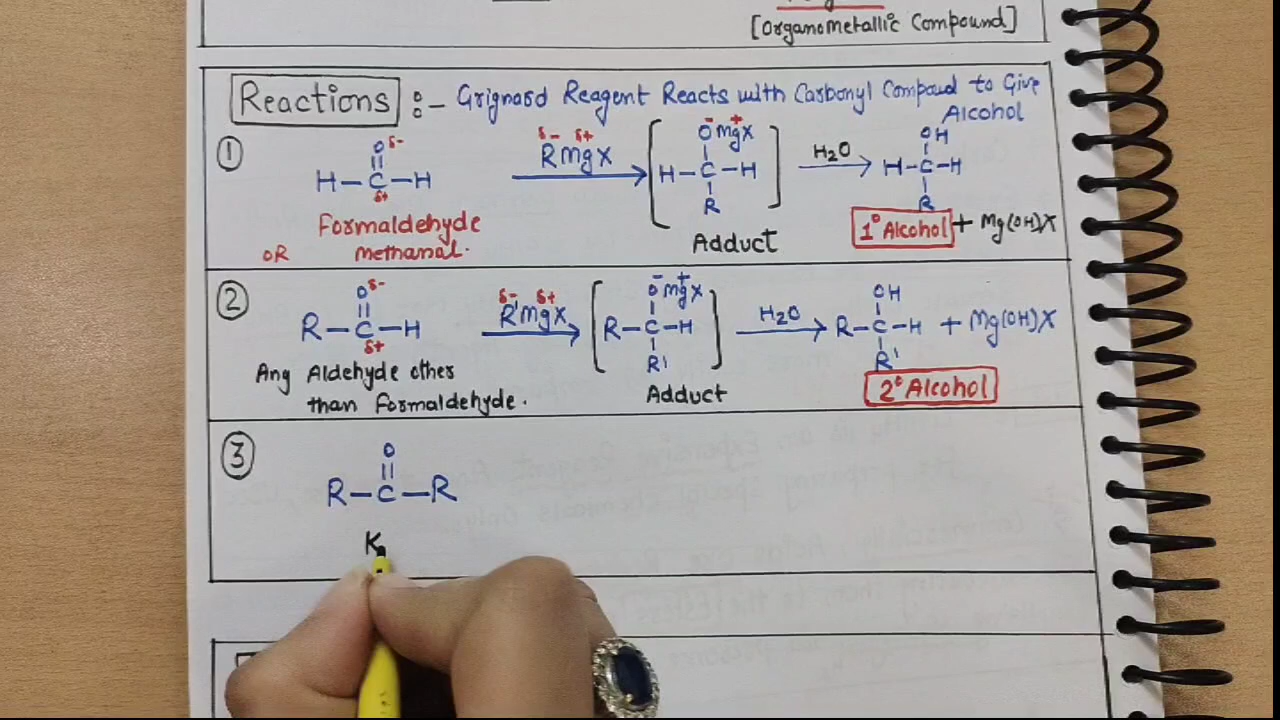 [Organometallic Compound]
Reactions :- Grignard Reagent Reacts with Carbonyl Compoud to Give
Alcohol
①
O δ-
||
H-C-H
δ+
Formaldehyde
OR methanal.
δ- δ+
RMgX
- +
OMgX
H-C-H
R
Adduct
H₂O
OH
H-C-H
R
1° Alcohol + Mg(OH)X
②
O δ-
||
R-C-H
δ+
Any Aldehyde other
than Formaldehyde.
δ- δ+
R'MgX
- +
OMgX
R-C-H
R'
Adduct
H₂O
OH
R-C-H + Mg(OH)X
R'
2° Alcohol
③
O
||
R-C-R
K